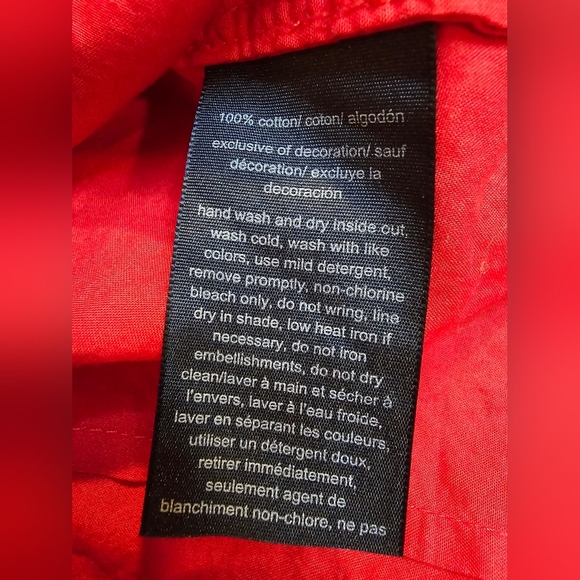 100% cotton/ coton/ algodón
exclusive of decoration/ sauf
décoration/ excluye la
decoración
hand wash and dry inside out,
wash cold, wash with like
colors, use mild detergent,
remove promptly, non-chlorine
bleach only, do not wring, line
dry in shade, low heat iron if
necessary, do not iron
embellishments, do not dry
clean/laver à main et sécher à
l'envers, laver à l'eau froide,
laver en séparant les couleurs,
utiliser un détergent doux,
retirer immédiatement,
seulement agent de
blanchiment non-chlore, ne pas